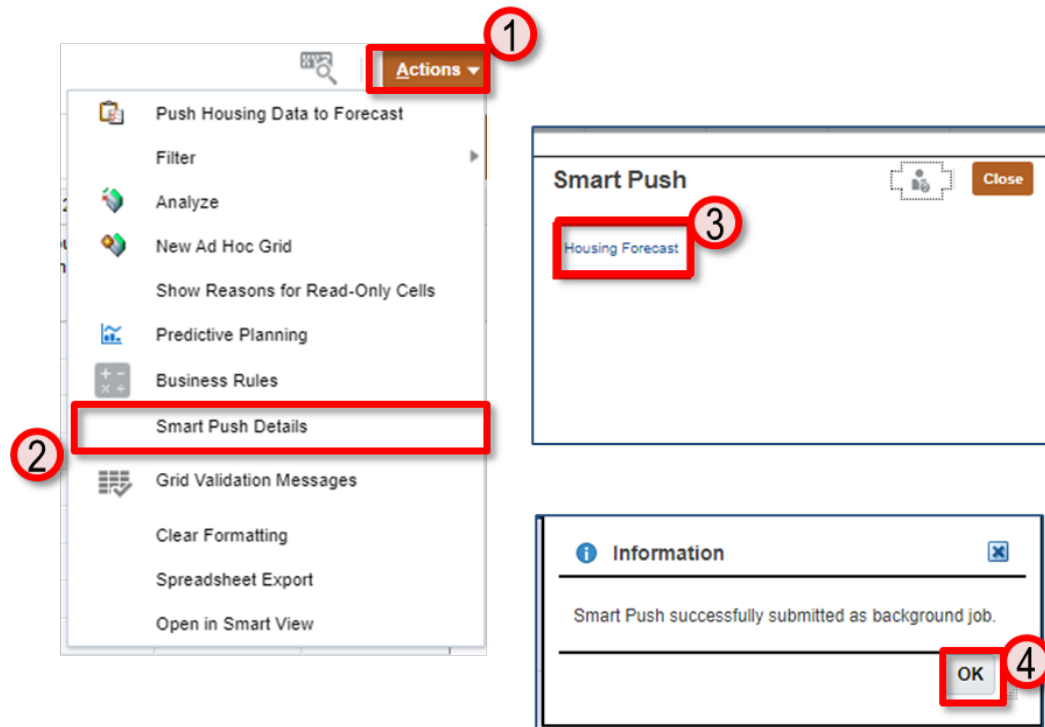 1
Actions
Push Housing Data to Forecast
Filter
Analyze
New Ad Hoc Grid
Show Reasons for Read-Only Cells
Predictive Planning
Business Rules
2
Smart Push Details
Grid Validation Messages
Clear Formatting
Spreadsheet Export
Open in Smart View
Smart Push
Close
3
Housing Forecast
Information
Smart Push successfully submitted as background job.
OK
4